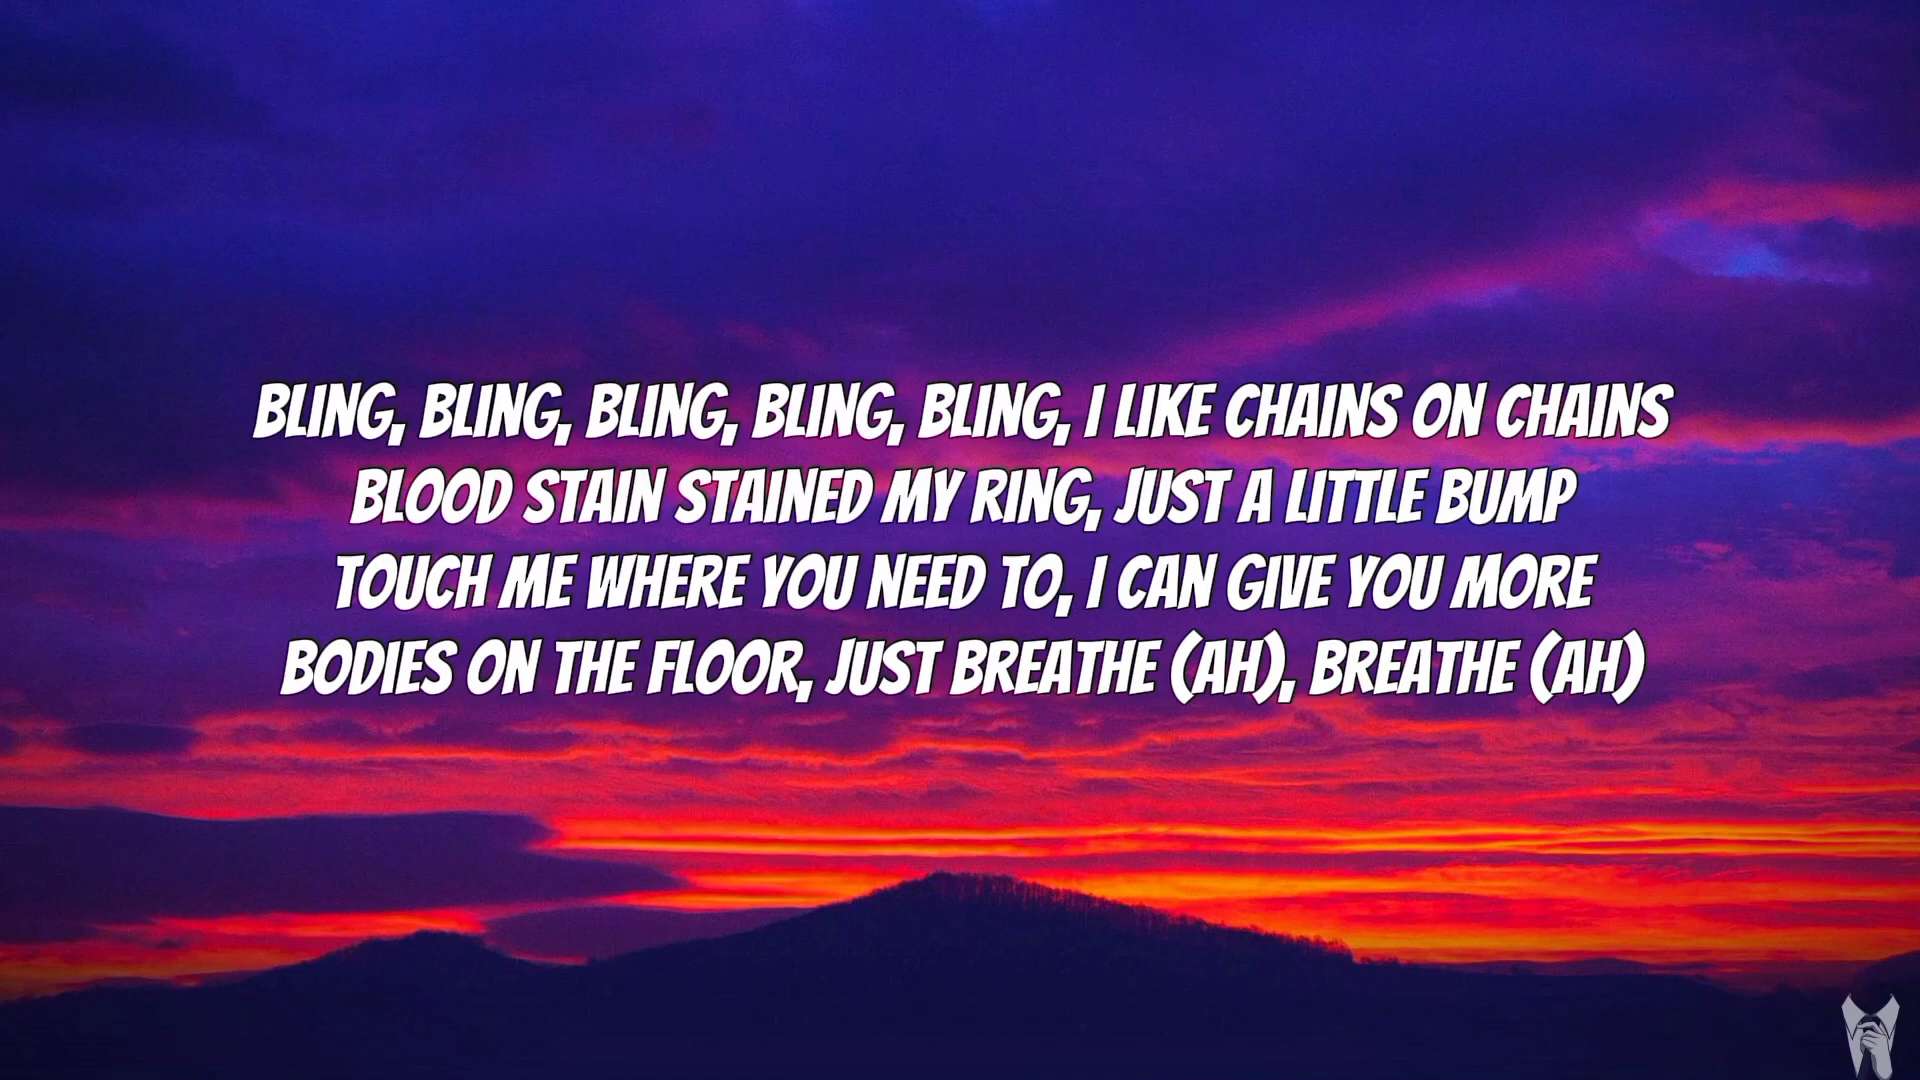 BLING, BLING, BLING, BLING, BLING, I LIKE CHAINS ON CHAINS
BLOOD STAIN STAINED MY RING, JUST A LITTLE BUMP
TOUCH ME WHERE YOU NEED TO, I CAN GIVE YOU MORE
BODIES ON THE FLOOR, JUST BREATHE (AH), BREATHE (AH)